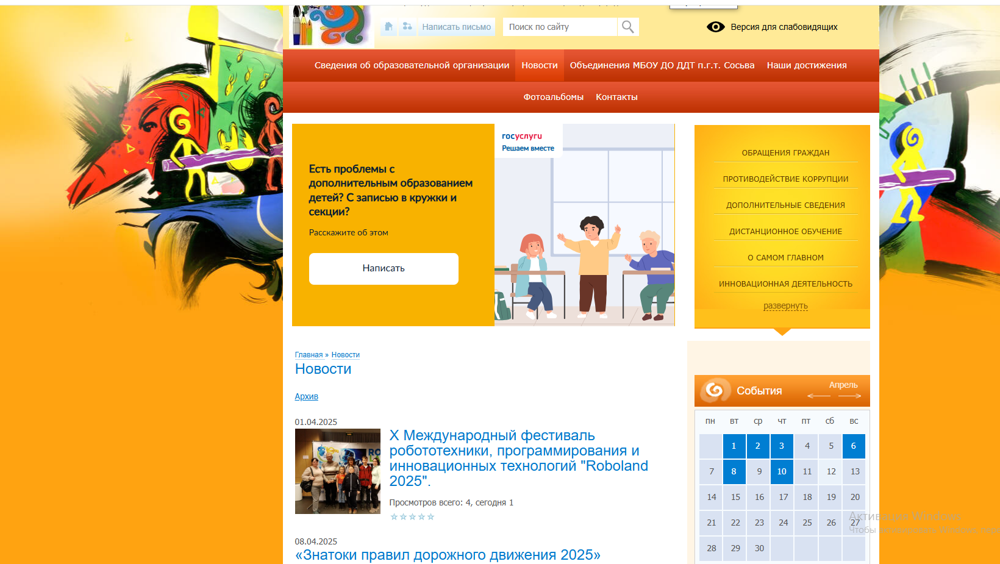 Написать письмо
Поиск по сайту
Версия для слабовидящих
Сведения об образовательной организации
Новости
Объединения МБОУ ДО ДДТ п.г.т. Сосьва
Наши достижения
Фотоальбомы
Контакты
госуслуги
Решаем вместе
Есть проблемы с
дополнительным образованием
детей? С записью в кружки и
секции?
Расскажите об этом
Написать
ОБРАЩЕНИЯ ГРАЖДАН
ПРОТИВОДЕЙСТВИЕ КОРРУПЦИИ
ДОПОЛНИТЕЛЬНЫЕ СВЕДЕНИЯ
ДИСТАНЦИОННОЕ ОБУЧЕНИЕ
О САМОМ ГЛАВНОМ
ИННОВАЦИОННАЯ ДЕЯТЕЛЬНОСТЬ
развернуть
Главная » Новости
Новости
Архив
01.04.2025
X Международный фестиваль
робототехники, программирования и
инновационных технологий "Roboland
2025".
Просмотров всего: 4, сегодня 1
08.04.2025
«Знатоки правил дорожного движения 2025»
События
Апрель
пн вт ср чт пт сб вс
1 2 3 4 5 6
7 8 9 10 11 12 13
14 15 16 17 18 19 20
21 22 23 24 25 26 27
28 29 30
Активация Windows
Чтобы активировать Windows,